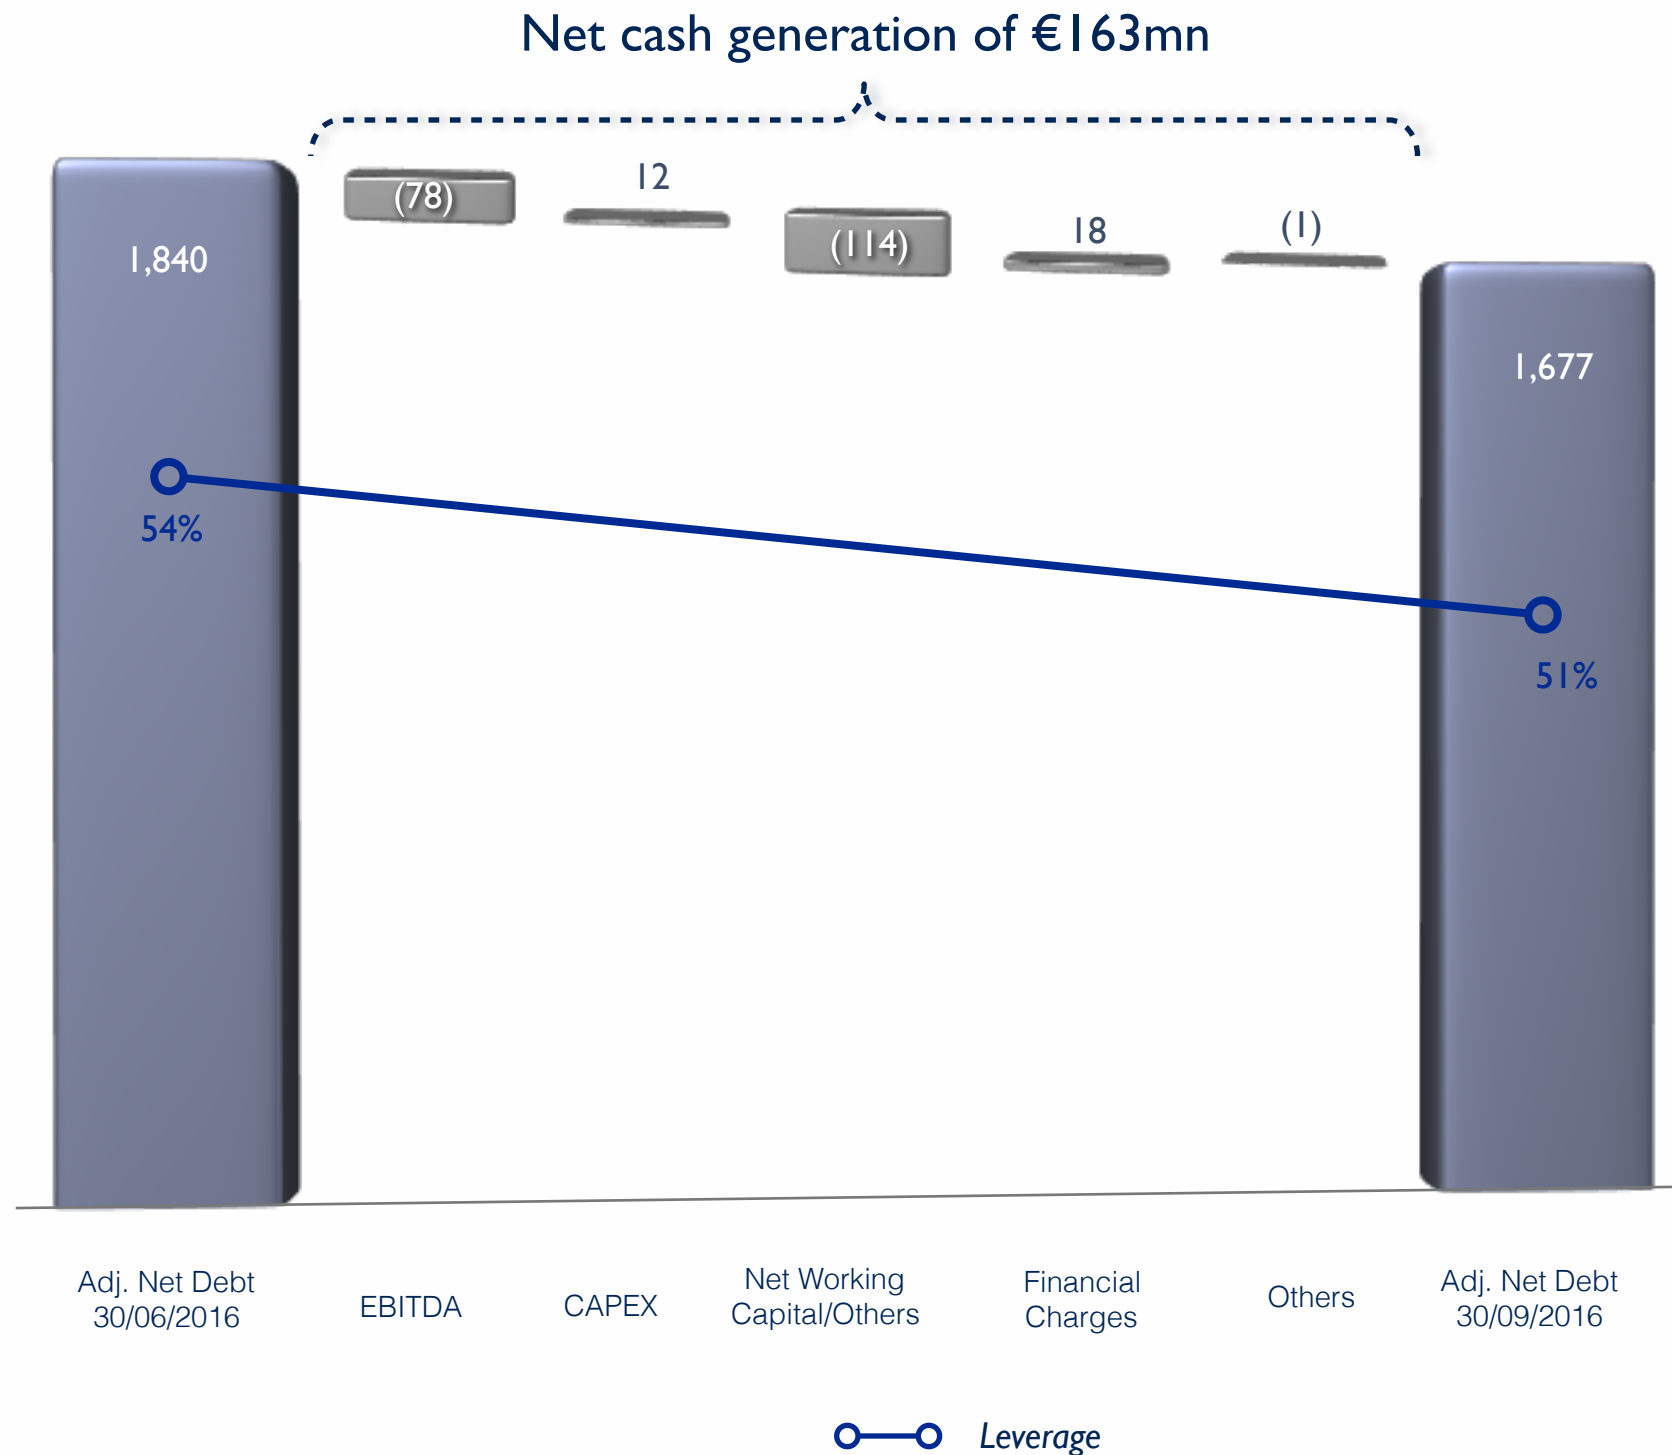 Net cash generation of €163mn
1,840
(78)
12
(114)
18
(1)
1,677
54%
51%
Adj. Net Debt
30/06/2016
EBITDA
CAPEX
Net Working
Capital/Others
Financial
Charges
Others
Adj. Net Debt
30/09/2016
Leverage